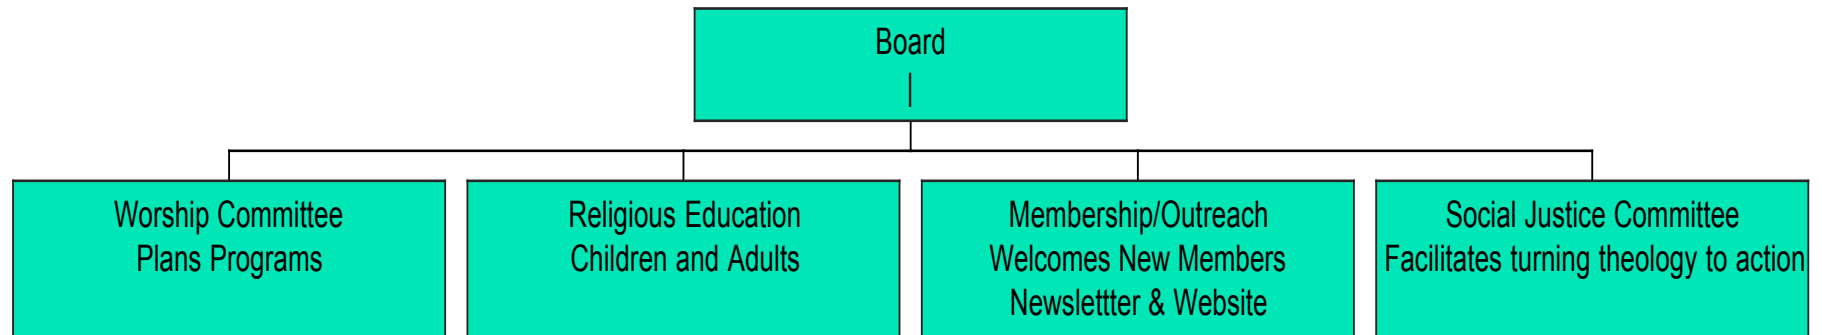 Board
|
Worship Committee
Plans Programs
Religious Education
Children and Adults
Membership/Outreach
Welcomes New Members
Newslettter & Website
Social Justice Committee
Facilitates turning theology to action